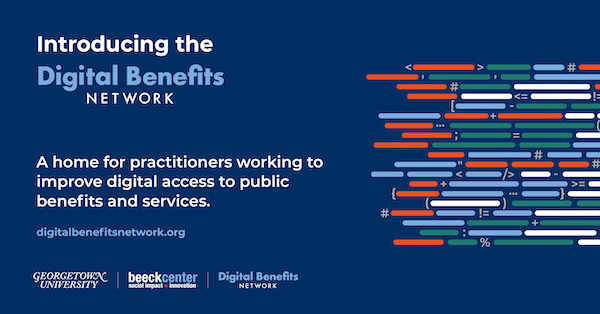 Introducing the
Digital Benefits
NETWORK
A home for practitioners working to
improve digital access to public
benefits and services.
digitalbenefitsnetwork.org
GEORGETOWN
UNIVERSITY
beeckcenter
social impact + innovation
Digital Benefits
NETWORK